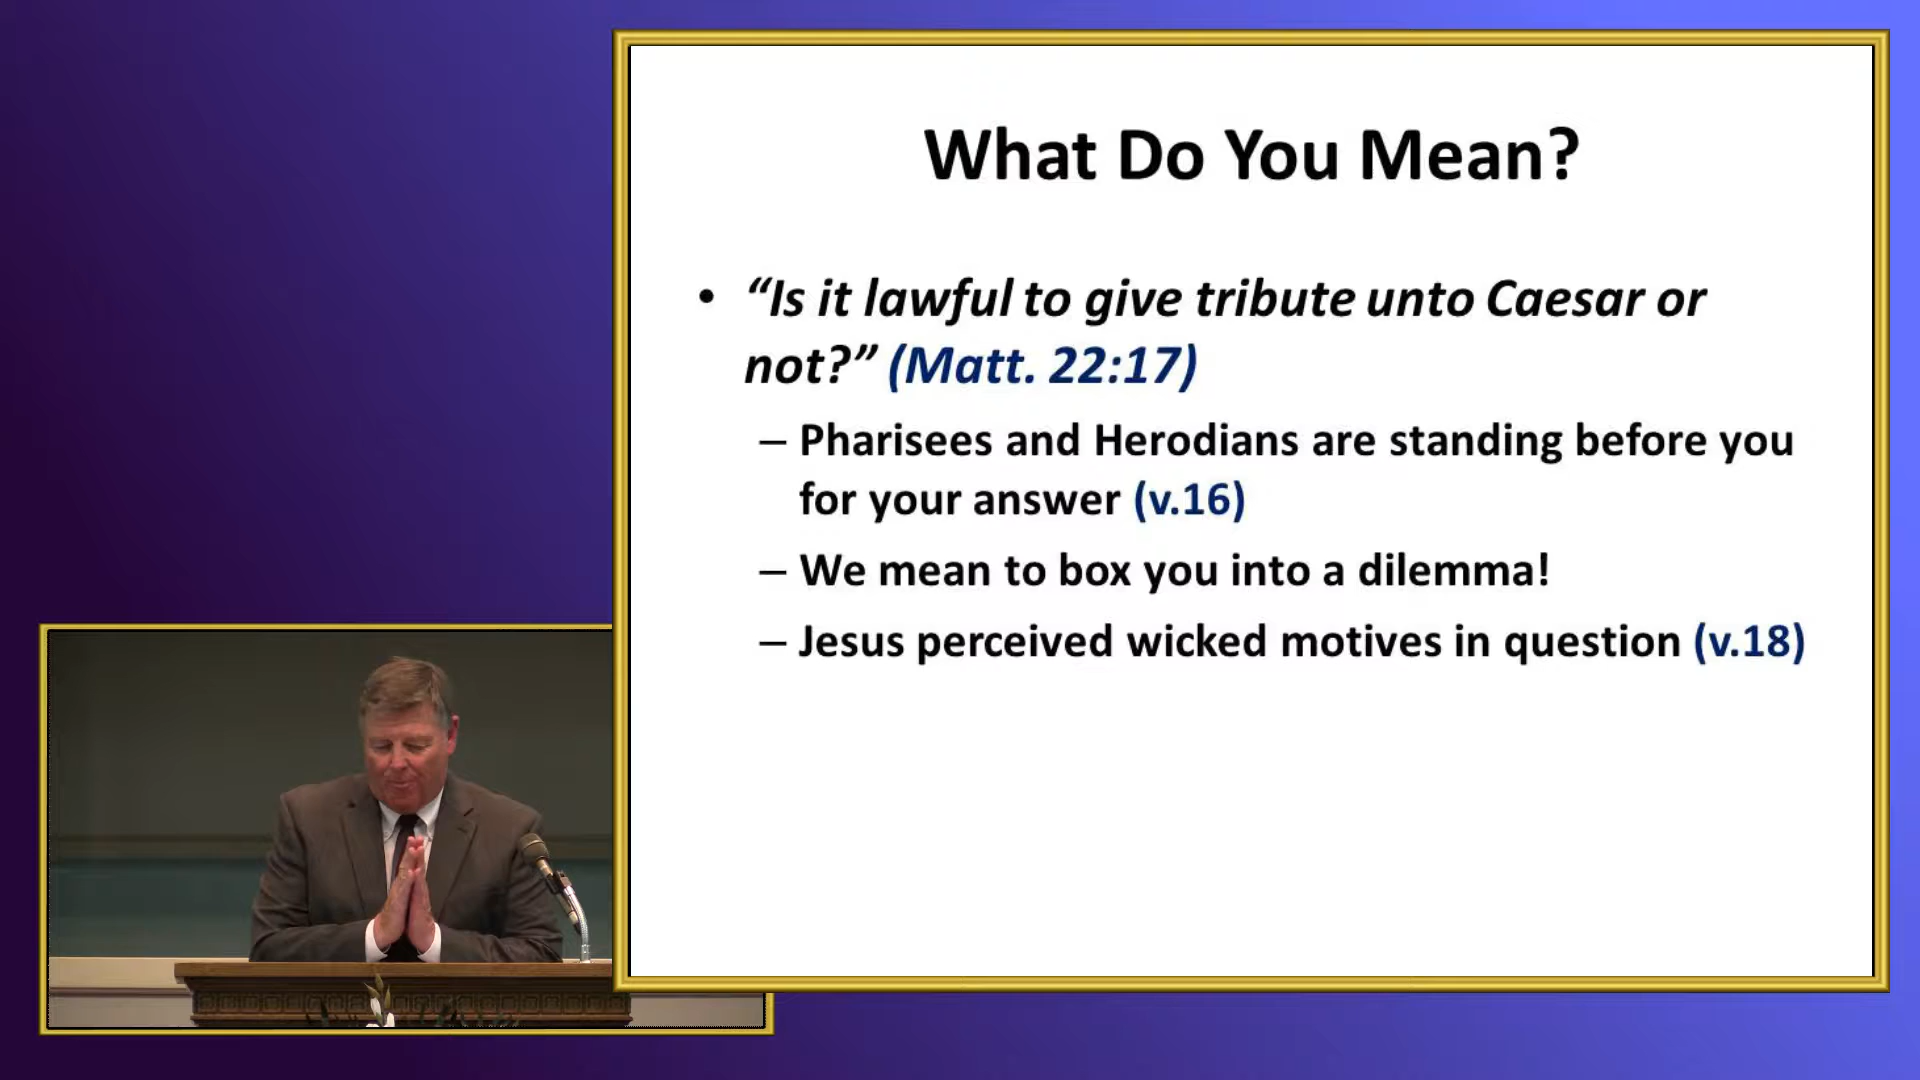 What Do You Mean?
• “Is it lawful to give tribute unto Caesar or
not?” (Matt. 22:17)
– Pharisees and Herodians are standing before you
for your answer (v.16)
– We mean to box you into a dilemma!
– Jesus perceived wicked motives in question (v.18)